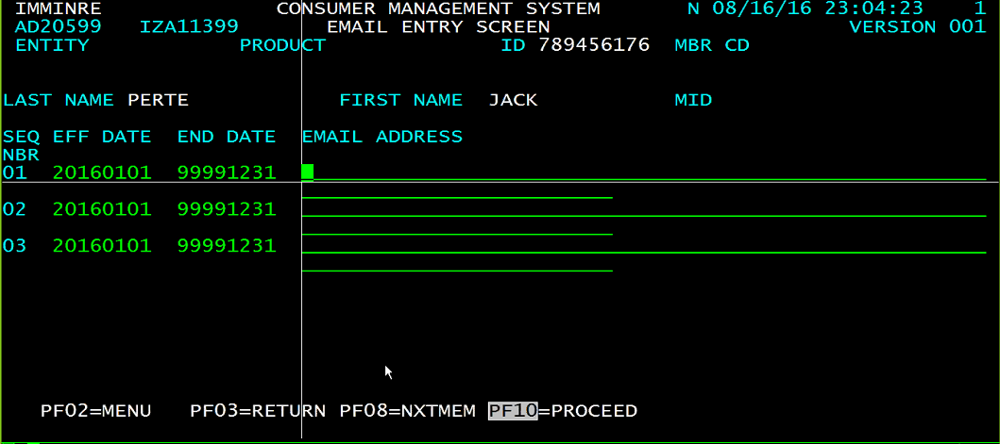 IMMINRE CONSUMER MANAGEMENT SYSTEM N 08/16/16 23:04:23 1
AD20599 IZA11399 EMAIL ENTRY SCREEN VERSION 001
ENTITY PRODUCT ID 789456176 MBR CD
LAST NAME PERTE FIRST NAME JACK MID
SEQ EFF DATE END DATE EMAIL ADDRESS
NBR
01 20160101 99991231
02 20160101 99991231
03 20160101 99991231
PF02=MENU PF03=RETURN PF08=NXTMEM PF10=PROCEED